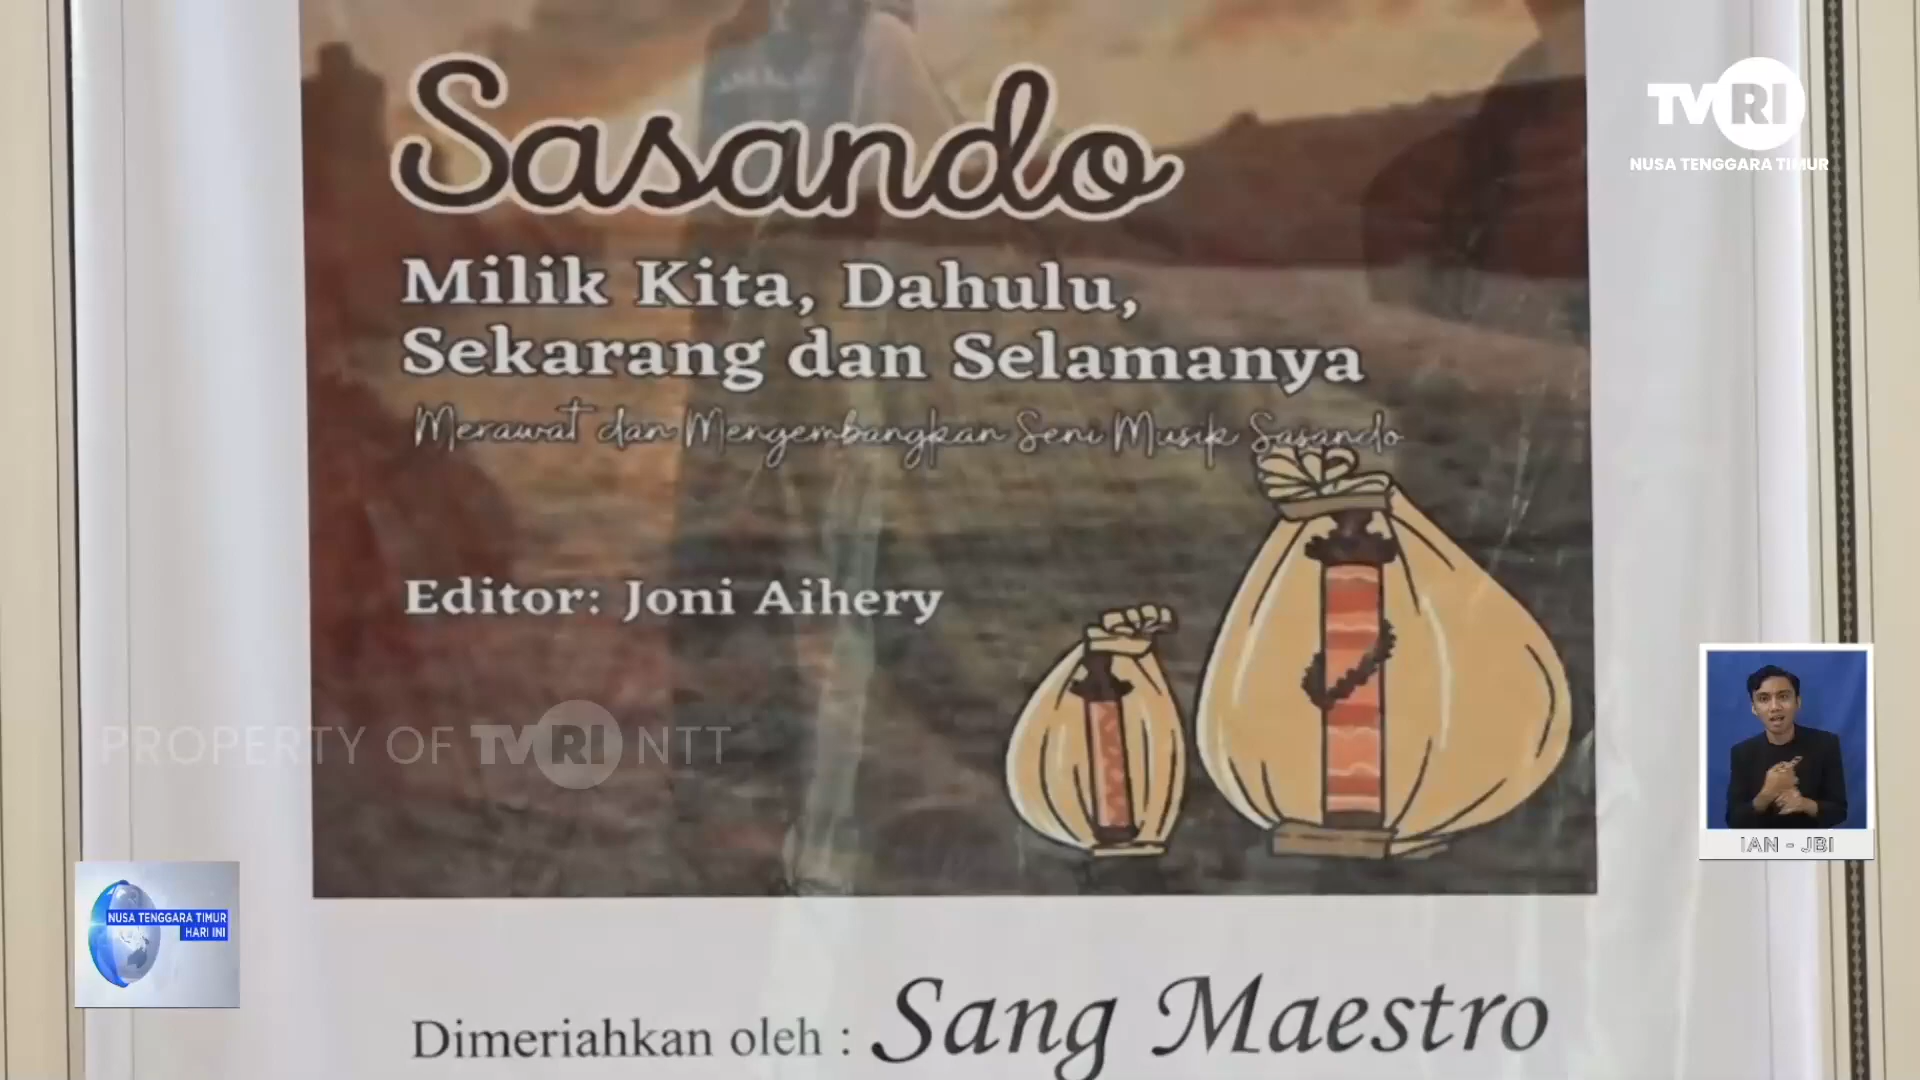 Sasando
Milik Kita, Dahulu,
Sekarang dan Selamanya
Merawat dan Mengembangkan Seni Musik Sasando
Editor: Joni Aihery
Dimeriahkan oleh : Sang Maestro
TVRI
NUSA TENGGARA TIMUR
PROPERTY OF TVRI NTT
IAN - JBI
NUSA TENGGARA TIMUR
HARI INI